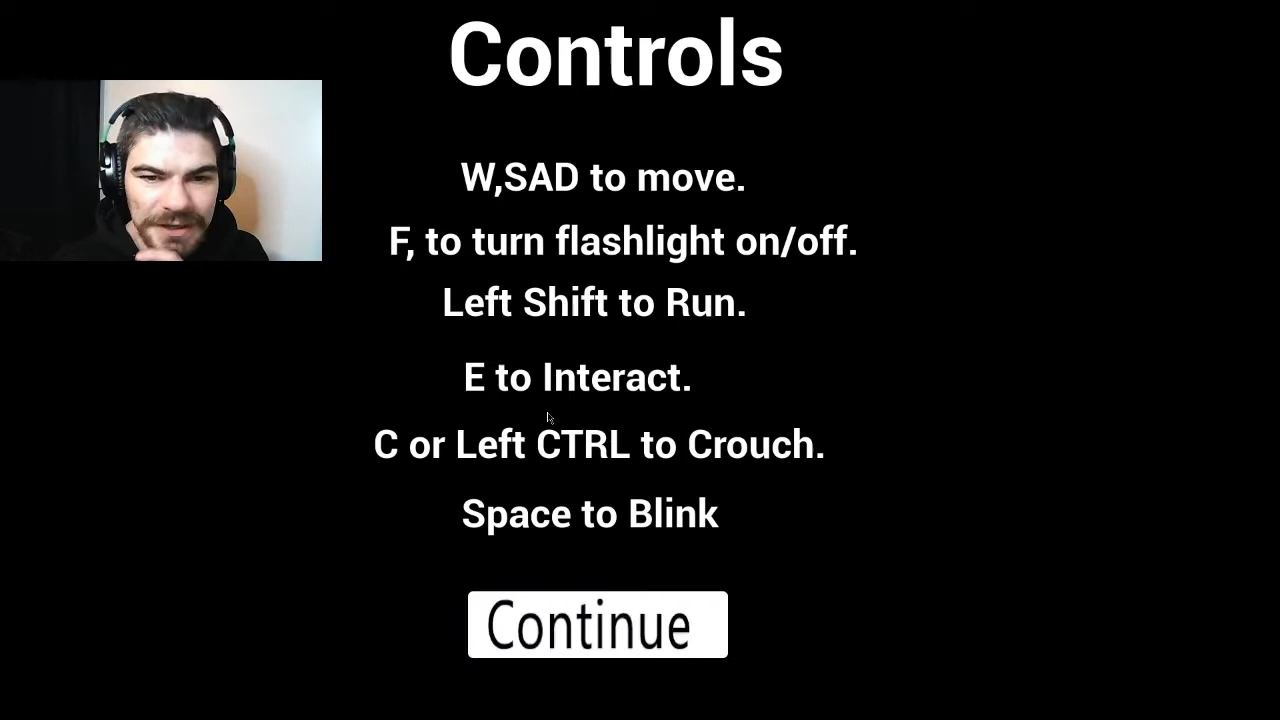 Controls
W,SAD to move.
F, to turn flashlight on/off.
Left Shift to Run.
E to Interact.
C or Left CTRL to Crouch.
Space to Blink
Continue